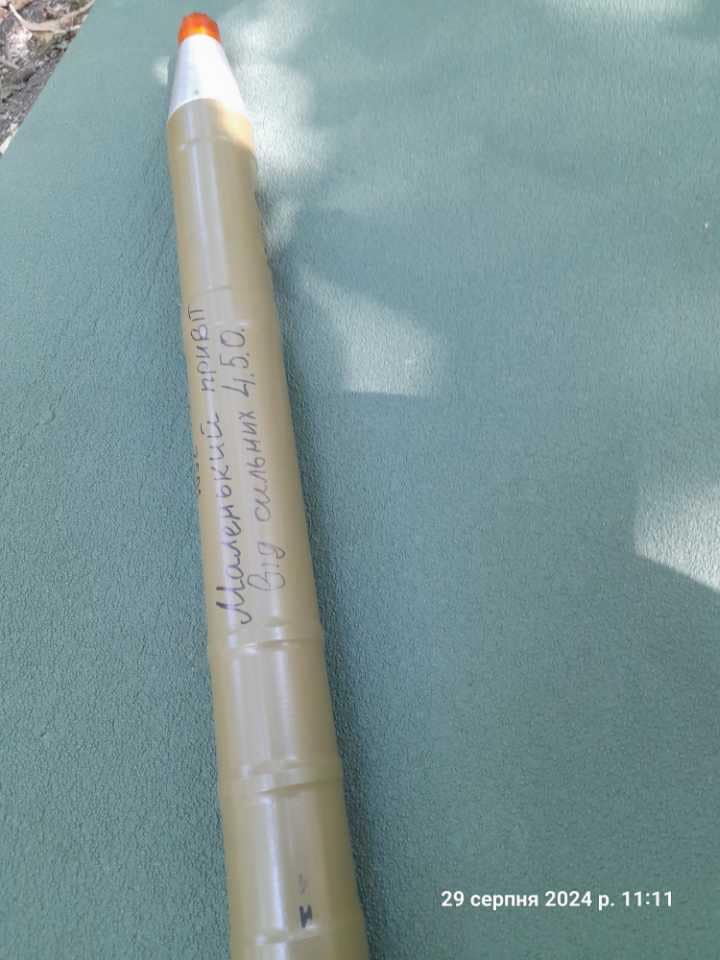 Маленький привіт
від сильних 4.5.0.
н
29 серпня 2024 р. 11:11